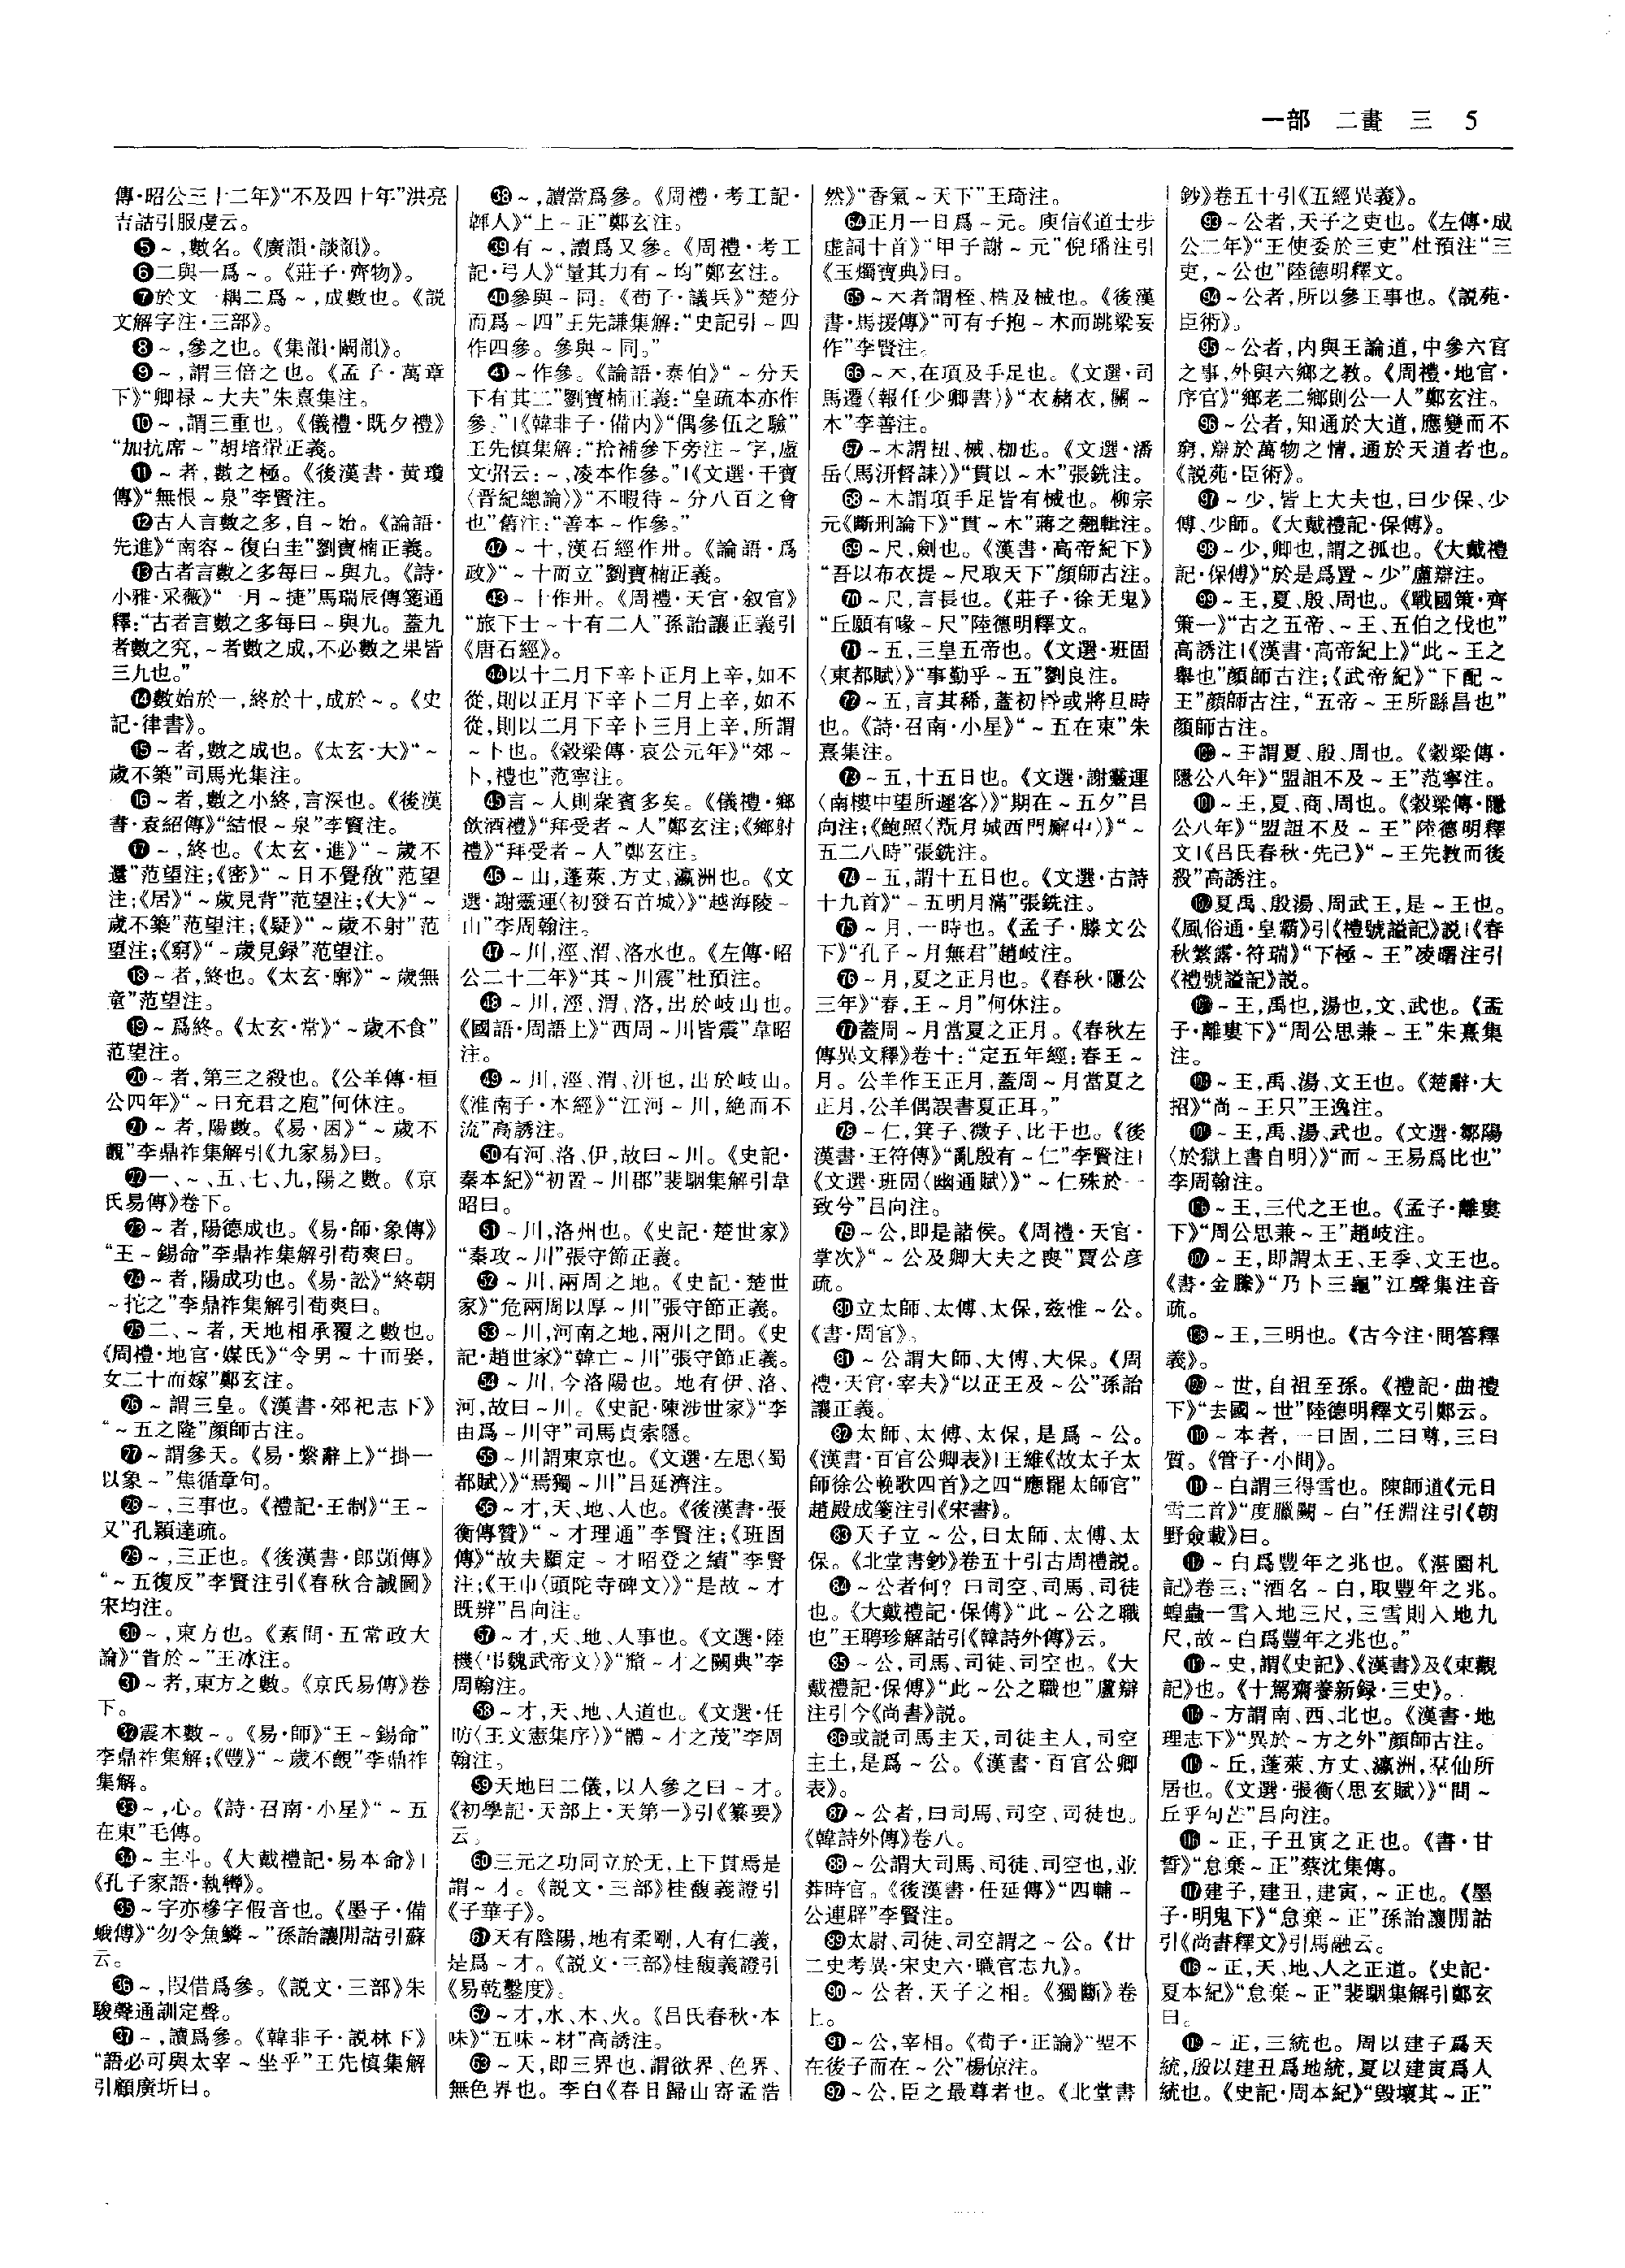 一部　二畫　三　5
傳·昭公三十二年》“不及四十年”洪亮
吉詁引服虔云。
❺～,數名。《廣韻·談韻》。
❻二與一爲～。《莊子·齊物》。
❼於文一耦二爲～,成數也。《説
文解字注·三部》。
❽～,參之也。《集韻·闞韻》。
❾～,謂三倍之也。《孟子·萬章
下》“卿禄～大夫”朱熹集注。
❿～,謂三重也。《儀禮·既夕禮》
“加抗席～”胡培翬正義。
⓫～者,數之極。《後漢書·黄瓊
傳》“無恨～泉”李賢注。
⓬古人言數之多,自～始。《論語·
先進》“南容～復白圭”劉寶楠正義。
⓭古者言數之多每曰～與九。《詩·
小雅·采薇》“一月～捷”馬瑞辰傳箋通
釋:“古者言數之多每曰～與九。蓋九
者數之究,～者數之成,不必數之果皆
三九也。”
⓮數始於一,終於十,成於～。《史
記·律書》。
⓯～者,數之成也。《太玄·大》“～
歲不築”司馬光集注。
⓰～者,數之小終,言深也。《後漢
書·袁紹傳》“結恨～泉”李賢注。
⓱～,終也。《太玄·進》“～歲不
還”范望注;《密》“～日不覺殽”范望
注;《居》“～歲見背”范望注;《大》“～
歲不築”范望注;《疑》“～歲不射”范
望注;《窮》“～歲見録”范望注。
⓲～者,終也。《太玄·廓》“～歲無
童”范望注。
⓳～爲終。《太玄·常》“～歲不食”
范望注。
⓴～者,第三之殺也。《公羊傳·桓
公四年》“～曰充君之庖”何休注。
㉑～者,陽數。《易·困》“～歲不
覿”李鼎祚集解引《九家易》曰。
㉒一、～、五、七、九,陽之數。《京
氏易傳》卷下。
㉓～者,陽德成也。《易·師·象傳》
“王～錫命”李鼎祚集解引荀爽曰。
㉔～者,陽成功也。《易·訟》“終朝
～拕之”李鼎祚集解引荀爽曰。
㉕二、～者,天地相承覆之數也。
《周禮·地官·媒氏》“令男～十而娶,
女二十而嫁”鄭玄注。
㉖～謂三皇。《漢書·郊祀志下》
“～五之隆”顔師古注。
㉗～謂參天。《易·繫辭上》“掛一
以象～”焦循章句。
㉘～,三事也。《禮記·王制》“王～
又”孔穎達疏。
㉙～,三正也。《後漢書·郎顗傳》
“～五復反”李賢注引《春秋合誠圖》
宋均注。
㉚～,東方也。《素問·五常政大
論》“眚於～”王冰注。
㉛～者,東方之數。《京氏易傳》卷
下。
㉜震木數～。《易·師》“王～錫命”
李鼎祚集解;《豐》“～歲不覿”李鼎祚
集解。
㉝～,心。《詩·召南·小星》“～五
在東”毛傳。
㉞～主斗。《大戴禮記·易本命》|
《孔子家語·執轡》。
㉟～字亦槮字假音也。《墨子·備
蛾傅》“勿令魚鱗～”孫詒讓閒詁引蘇
云。
㊱～,叚借爲參。《説文·三部》朱
駿聲通訓定聲。
㊲～,讀爲參。《韓非子·説林下》
“語必可與太宰～坐乎”王先慎集解
引顧廣圻曰。
㊳～,讀當爲參。《周禮·考工記·
輈人》“上～正”鄭玄注。
㊴有～,讀爲又參。《周禮·考工
記·弓人》“量其力有～均”鄭玄注。
㊵參與～同。《荀子·議兵》“楚分
而爲～四”王先謙集解:“史記引～四
作四參。參與～同。”
㊶～作參。《論語·泰伯》“～分天
下有其二”劉寶楠正義:“皇疏本亦作
參。”|《韓非子·備内》“偶參伍之驗”
王先慎集解:“拾補參下旁注～字,盧
文弨云:～,凌本作參。”|《文選·干寶
〈晉紀總論〉》“不暇待～分八百之會
也”舊注:“善本～作參。”
㊷～十,漢石經作卅。《論語·爲
政》“～十而立”劉寶楠正義。
㊸～十作卅。《周禮·天官·叙官》
“旅下士～十有二人”孫詒讓正義引
《唐石經》。
㊹以十二月下辛卜正月上辛,如不
從,則以正月下辛卜二月上辛,如不
從,則以二月下辛卜三月上辛,所謂
～卜也。《穀梁傳·哀公元年》“郊～
卜,禮也”范寧注。
㊺言～人則衆賓多矣。《儀禮·鄉
飲酒禮》“拜受者～人”鄭玄注;《鄉射
禮》“拜受者～人”鄭玄注。
㊻～山,蓬萊、方丈、瀛洲也。《文
選·謝靈運〈初發石首城〉》“越海陵～
山”李周翰注。
㊼～川,涇、渭、洛水也。《左傳·昭
公二十二年》“其～川震”杜預注。
㊽～川,涇、渭、洛,出於岐山也。
《國語·周語上》“西周～川皆震”韋昭
注。
㊾～川,涇、渭、汧也,出於岐山。
《淮南子·本經》“江河～川,絶而不
流”高誘注。
㊿有河、洛、伊,故曰～川。《史記·
秦本紀》“初置～川郡”裴駰集解引韋
昭曰。
51～川,洛州也。《史記·楚世家》
“秦攻～川”張守節正義。
52～川,兩周之地。《史記·楚世
家》“危兩周以厚～川”張守節正義。
53～川,河南之地,兩川之間。《史
記·趙世家》“韓亡～川”張守節正義。
54～川,今洛陽也。地有伊、洛、
河,故曰～川。《史記·陳涉世家》“李
由爲～川守”司馬貞索隱。
55～川謂東京也。《文選·左思〈蜀
都賦〉》“焉獨～川”吕延濟注。
56～才,天、地、人也。《後漢書·張
衡傳贊》“～才理通”李賢注;《班固
傳》“故夫顯定～才昭登之績”李賢
注;《王巾〈頭陀寺碑文〉》“是故～才
既辨”吕向注。
57～才,天、地、人事也。《文選·陸
機〈弔魏武帝文〉》“摧～才之闕典”李
周翰注。
58～才,天、地、人道也。《文選·任
昉〈王文憲集序〉》“體～才之茂”李周
翰注。
59天地曰二儀,以人參之曰～才。
《初學記·天部上·天第一》引《纂要》
云。
60三元之功同立於无,上下貫焉是
謂～才。《説文·三部》桂馥義證引
《子華子》。
61天有陰陽,地有柔剛,人有仁義,
是爲～才。《説文·三部》桂馥義證引
《易乾鑿度》。
62～才,水、木、火。《吕氏春秋·本
味》“五味～材”高誘注。
63～天,即三界也,謂欲界、色界、
無色界也。李白《春日歸山寄孟浩
然》“香氣～天下”王琦注。
64正月一日爲～元。庾信《道士步
虚詞十首》“甲子謝～元”倪璠注引
《玉燭寶典》曰。
65～木者謂桎、梏及械也。《後漢
書·馬援傳》“可有子抱～木而跳梁妄
作”李賢注。
66～木,在項及手足也。《文選·司
馬遷〈報任少卿書〉》“衣赭衣,關～
木”李善注。
67～木謂杻、械、枷也。《文選·潘
岳〈馬汧督誄〉》“貫以～木”張銑注。
68～木謂項手足皆有械也。柳宗
元《斷刑論下》“貫～木”蔣之翹輯注。
69～尺,劍也。《漢書·高帝紀下》
“吾以布衣提～尺取天下”顔師古注。
70～尺,言長也。《莊子·徐无鬼》
“丘願有喙～尺”陸德明釋文。
71～五,三皇五帝也。《文選·班固
〈東都賦〉》“事勤乎～五”劉良注。
72～五,言其稀,蓋初昏或將旦時
也。《詩·召南·小星》“～五在東”朱
熹集注。
73～五,十五日也。《文選·謝靈運
〈南樓中望所遲客〉》“期在～五夕”吕
向注;《鮑照〈翫月城西門廨中〉》“～
五二八時”張銑注。
74～五,謂十五日也。《文選·古詩
十九首》“～五明月滿”張銑注。
75～月,一時也。《孟子·滕文公
下》“孔子～月無君”趙岐注。
76～月,夏之正月也。《春秋·隱公
三年》“春,王～月”何休注。
77蓋周～月當夏之正月。《春秋左
傳異文釋》卷十:“定五年經:春王～
月。公羊作王正月,蓋周～月當夏之
正月,公羊偶誤書夏正耳。”
78～仁,箕子、微子、比干也。《後
漢書·王符傳》“亂殷有～仁”李賢注|
《文選·班固〈幽通賦〉》“～仁殊於一
致兮”吕向注。
79～公,即是諸侯。《周禮·天官·
掌次》“～公及卿大夫之喪”賈公彦
疏。
80立太師、太傅、太保,兹惟～公。
《書·周官》。
81～公謂大師、大傅、大保。《周
禮·天官·宰夫》“以正王及～公”孫詒
讓正義。
82太師、太傅、太保,是爲～公。
《漢書·百官公卿表》|王維《故太子太
師徐公輓歌四首》之四“應罷太師官”
趙殿成箋注引《宋書》。
83天子立～公,曰太師、太傅、太
保。《北堂書鈔》卷五十引古周禮説。
84～公者何?曰司空、司馬、司徒
也。《大戴禮記·保傅》“此～公之職
也”王聘珍解詁引《韓詩外傳》云。
85～公,司馬、司徒、司空也。《大
戴禮記·保傅》“此～公之職也”盧辯
注引今《尚書》説。
86或説司馬主天,司徒主人,司空
主土,是爲～公。《漢書·百官公卿
表》。
87～公者,曰司馬、司空、司徒也。
《韓詩外傳》卷八。
88～公謂大司馬、司徒、司空也,並
莽時官。《後漢書·任延傳》“四輔～
公連辟”李賢注。
89太尉、司徒、司空謂之～公。《廿
二史考異·宋史六·職官志九》。
90～公者,天子之相。《獨斷》卷
上。
91～公,宰相。《荀子·正論》“聖不
在後子而在～公”楊倞注。
92～公,臣之最尊者也。《北堂書
鈔》卷五十引《五經異義》。
93～公者,天子之吏也。《左傳·成
公二年》“王使委於三吏”杜預注“三
吏,～公也”陸德明釋文。
94～公者,所以參王事也。《説苑·
臣術》。
95～公者,内與王論道,中參六官
之事,外與六鄉之教。《周禮·地官·
序官》“鄉老二鄉則公一人”鄭玄注。
96～公者,知通於大道,應變而不
窮,辯於萬物之情,通於天道者也。
《説苑·臣術》。
97～少,皆上大夫也,曰少保、少
傅、少師。《大戴禮記·保傅》。
98～少,卿也,謂之孤也。《大戴禮
記·保傅》“於是爲置～少”盧辯注。
99～王,夏、殷、周也。《戰國策·齊
策一》“古之五帝、～王、五伯之伐也”
高誘注|《漢書·高帝紀上》“此～王之
舉也”顔師古注;《武帝紀》“下配～
王”顔師古注,“五帝～王所繇昌也”
顔師古注。
100～王謂夏、殷、周也。《穀梁傳·
隱公八年》“盟詛不及～王”范寧注。
101～王,夏、商、周也。《穀梁傳·隱
公八年》“盟詛不及～王”陸德明釋
文|《吕氏春秋·先己》“～王先教而後
殺”高誘注。
102夏禹、殷湯、周武王,是～王也。
《風俗通·皇霸》引《禮號謚記》説|《春
秋繁露·符瑞》“下極～王”凌曙注引
《禮號謚記》説。
103～王,禹也,湯也,文、武也。《孟
子·離婁下》“周公思兼～王”朱熹集
注。
104～王,禹、湯、文王也。《楚辭·大
招》“尚～王只”王逸注。
105～王,禹、湯、武也。《文選·鄒陽
〈於獄上書自明〉》“而～王易爲比也”
李周翰注。
106～王,三代之王也。《孟子·離婁
下》“周公思兼～王”趙岐注。
107～王,即謂太王、王季、文王也。
《書·金縢》“乃卜三龜”江聲集注音
疏。
108～王,三明也。《古今注·問答釋
義》。
109～世,自祖至孫。《禮記·曲禮
下》“去國～世”陸德明釋文引鄭云。
110～本者,一曰固,二曰尊,三曰
質。《管子·小問》。
111～白謂三得雪也。陳師道《元日
雪二首》“度臘闕～白”任淵注引《朝
野僉載》曰。
112～白爲豐年之兆也。《湛園札
記》卷三:“酒名～白,取豐年之兆。
蝗蟲一雪入地三尺,三雪則入地九
尺,故～白爲豐年之兆也。”
113～史,謂《史記》、《漢書》及《東觀
記》也。《十駕齋養新録·三史》。
114～方謂南、西、北也。《漢書·地
理志下》“異於～方之外”顔師古注。
115～丘,蓬萊、方丈、瀛洲,羣仙所
居也。《文選·張衡〈思玄賦〉》“問～
丘乎句芒”吕向注。
116～正,子丑寅之正也。《書·甘
誓》“怠棄～正”蔡沈集傳。
117建子,建丑,建寅,～正也。《墨
子·明鬼下》“怠棄～正”孫詒讓閒詁
引《尚書釋文》引馬融云。
118～正,天、地、人之正道。《史記·
夏本紀》“怠棄～正”裴駰集解引鄭玄
曰。
119～正,三統也。周以建子爲天
統,殷以建丑爲地統,夏以建寅爲人
統也。《史記·周本紀》“毁壞其～正”